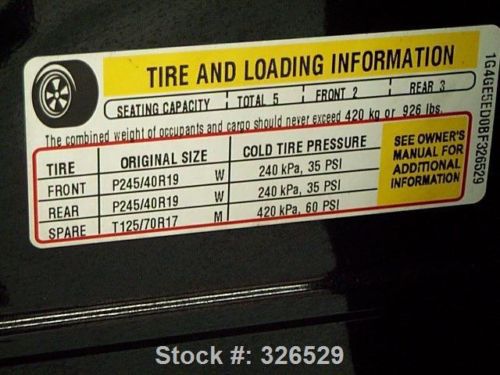 TIRE AND LOADING INFORMATION
SEATING CAPACITY TOTAL 5 FRONT 2 REAR 3
The combined weight of occupants and cargo should never exceed 420 kg or 926 lbs.
TIRE ORIGINAL SIZE COLD TIRE PRESSURE
FRONT P245/40R19 W 240 kPa, 35 PSI
REAR P245/40R19 W 240 kPa, 35 PSI
SPARE T125/70R17 M 420 kPa, 60 PSI
SEE OWNER'S
MANUAL FOR
ADDITIONAL
INFORMATION
1G4GE5ED0BF326529
Stock #: 326529